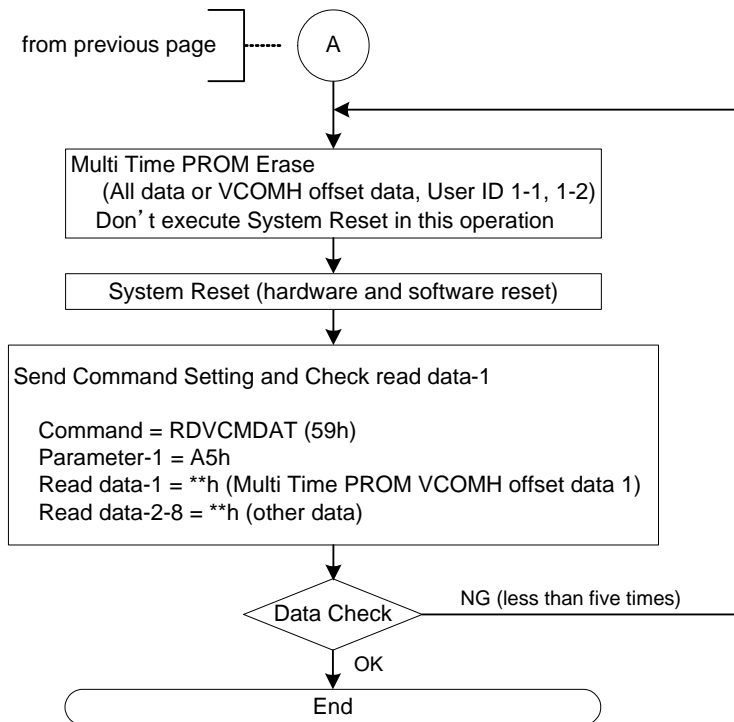 from previous page
A
Multi Time PROM Erase
(All data or VCOMH offset data, User ID 1-1, 1-2)
Don't execute System Reset in this operation
System Reset (hardware and software reset)
Send Command Setting and Check read data-1
Command = RDVCMDAT (59h)
Parameter-1 = A5h
Read data-1 = **h (Multi Time PROM VCOMH offset data 1)
Read data-2-8 = **h (other data)
Data Check
NG (less than five times)
OK
End